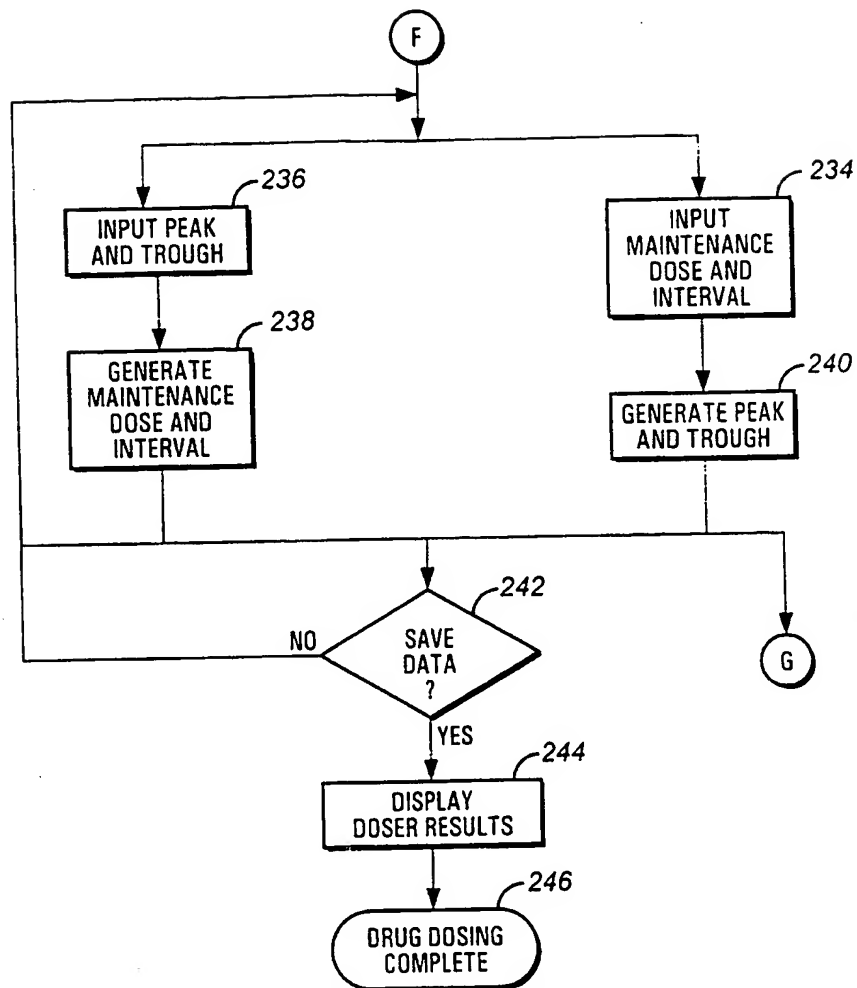 F
236
INPUT PEAK
AND TROUGH
234
INPUT
MAINTENANCE
DOSE AND
INTERVAL
238
GENERATE
MAINTENANCE
DOSE AND
INTERVAL
240
GENERATE PEAK
AND TROUGH
242
NO
SAVE
DATA
?
G
YES
244
DISPLAY
DOSER RESULTS
246
DRUG DOSING
COMPLETE